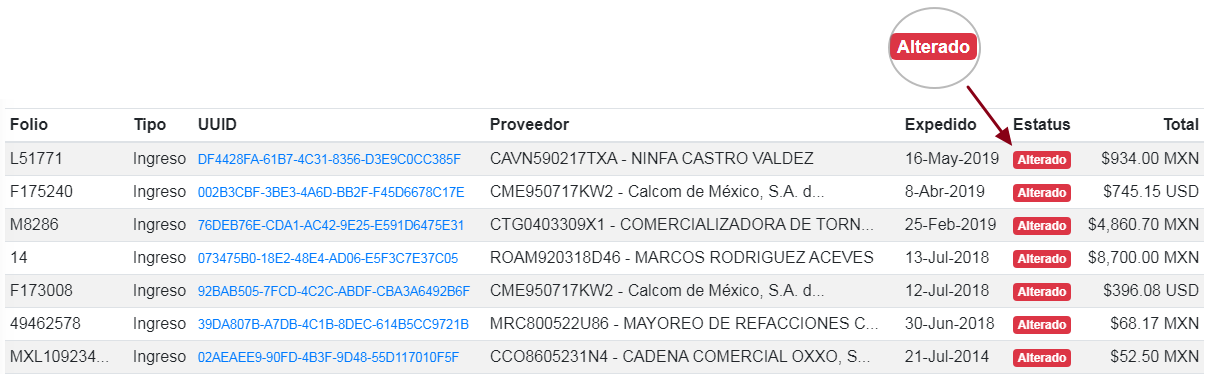 Alterado
Folio Tipo UUID Proveedor Expedido Estatus Total
L51771 Ingreso DF4428FA-61B7-4C31-8356-D3E9C0CC385F CAVN590217TXA - NINFA CASTRO VALDEZ 16-May-2019 Alterado $934.00 MXN
F175240 Ingreso 002B3CBF-3BE3-4A6D-BB2F-F45D6678C17E CME950717KW2 - Calcom de México, S.A. d... 8-Abr-2019 Alterado $745.15 USD
M8286 Ingreso 76DEB76E-CDA1-AC42-9E25-E591D6475E31 CTG0403309X1 - COMERCIALIZADORA DE TORN... 25-Feb-2019 Alterado $4,860.70 MXN
14 Ingreso 073475B0-18E2-48E4-AD06-E5F3C7E37C05 ROAM920318D46 - MARCOS RODRIGUEZ ACEVES 13-Jul-2018 Alterado $8,700.00 MXN
F173008 Ingreso 92BAB505-7FCD-4C2C-ABDF-CBA3A6492B6F CME950717KW2 - Calcom de México, S.A. d... 12-Jul-2018 Alterado $396.08 USD
49462578 Ingreso 39DA807B-A7DB-4C1B-8DEC-614B5CC9721B MRC800522U86 - MAYOREO DE REFACCIONES C... 30-Jun-2018 Alterado $68.17 MXN
MXL109234... Ingreso 02AEAEE9-90FD-4B3F-9D48-55D117010F5F CCO8605231N4 - CADENA COMERCIAL OXXO, S... 21-Jul-2014 Alterado $52.50 MXN